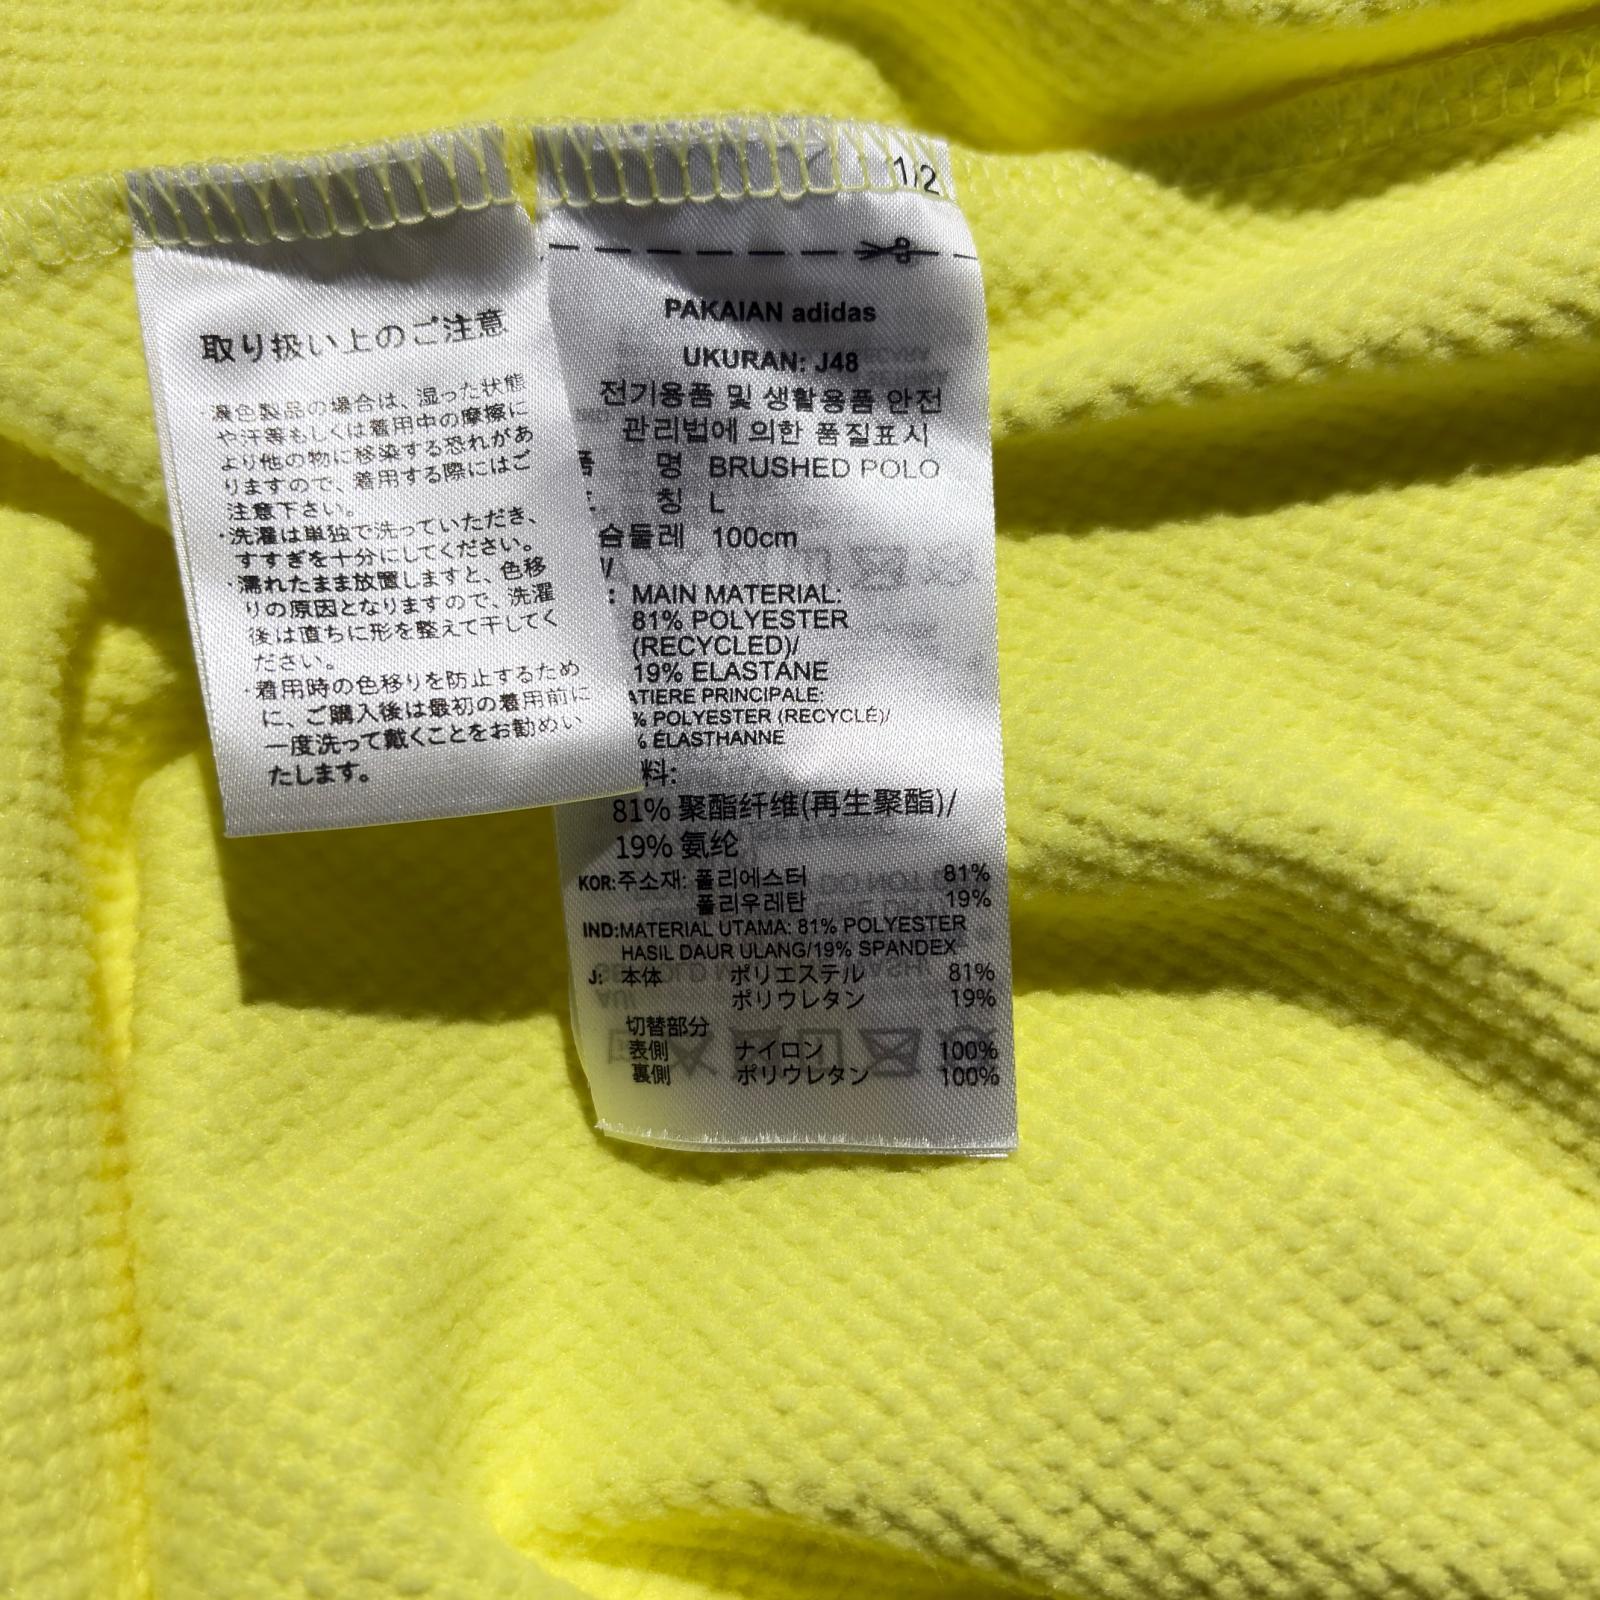 取り扱い上のご注意
・濃色製品の場合は、湿った状態
や汗等もしくは着用中の摩擦に
より他の物に移染する恐れがあ
りますので、着用する際にはご
注意下さい。
・洗濯は単独で洗っていただき、
すすぎを十分にしてください。
・濡れたまま放置しますと、色移
りの原因となりますので、洗濯
後は直ちに形を整えて干してく
ださい。
・着用時の色移りを防止するため
に、ご購入後は最初の着用前に
一度洗って戴くことをお勧めい
たします。
1/2
PAKAIAN adidas
UKURAN: J48
전기용품 및 생활용품 안전
관리법에 의한 품질표시
명 BRUSHED POLO
칭 L
슴둘레 100cm
: MAIN MATERIAL:
81% POLYESTER
(RECYCLED)/
19% ELASTANE
ATIERE PRINCIPALE:
% POLYESTER (RECYCLÉ)/
% ÉLASTHANNE
料:
81% 聚酯纤维(再生聚酯)/
19% 氨纶
KOR:주소재: 폴리에스터 81%
폴리우레탄 19%
IND:MATERIAL UTAMA: 81% POLYESTER
HASIL DAUR ULANG/19% SPANDEX
J: 本体 ポリエステル 81%
ポリウレタン 19%
切替部分
表側 ナイロン 100%
裏側 ポリウレタン 100%